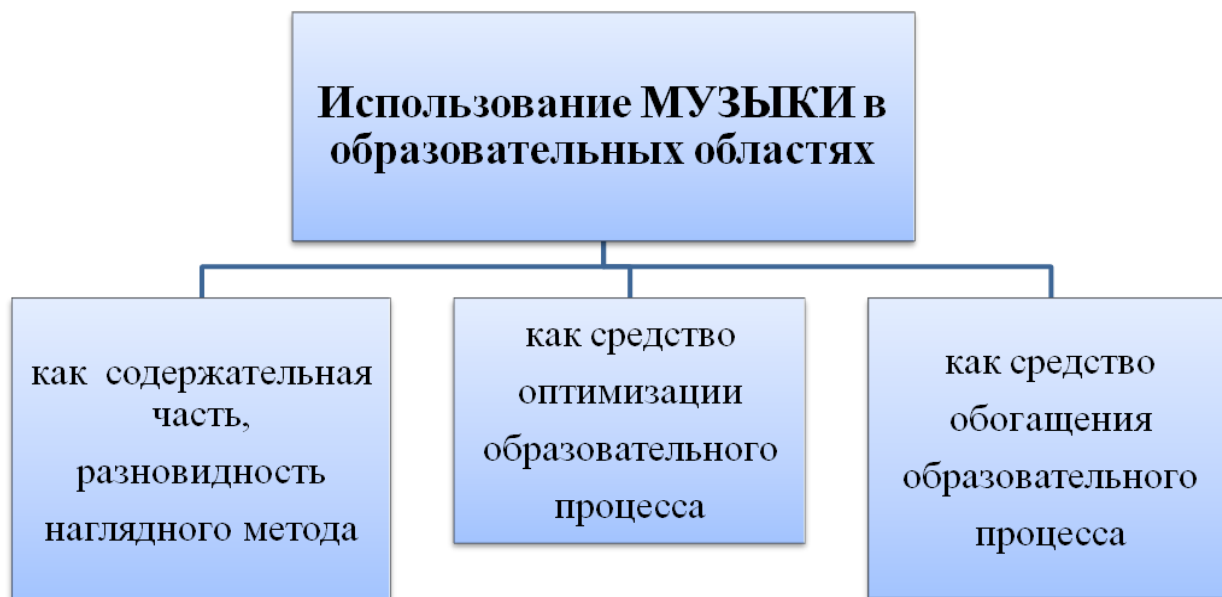 Использование МУЗЫКИ в
образовательных областях
как содержательная
часть,
разновидность
наглядного метода
как средство
оптимизации
образовательного
процесса
как средство
обогащения
образовательного
процесса